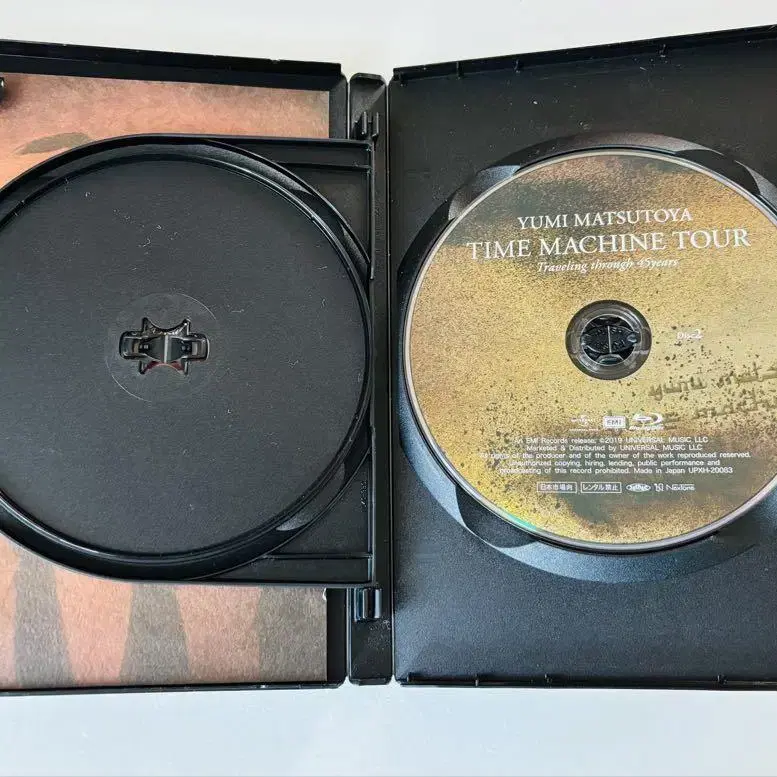 YUMI MATSUTOYA
TIME MACHINE TOUR
Traveling through 45years
Disc2
EMI
An EMI Records release; ©2019 UNIVERSAL MUSIC LLC
Marketed & Distributed by UNIVERSAL MUSIC LLC
All rights of the producer and of the owner of the work reproduced reserved.
Unauthorized copying, hiring, lending, public performance and
broadcasting of this record prohibited. Made in Japan UPXH-20083
日本市場向 レンタル禁止 NexTone